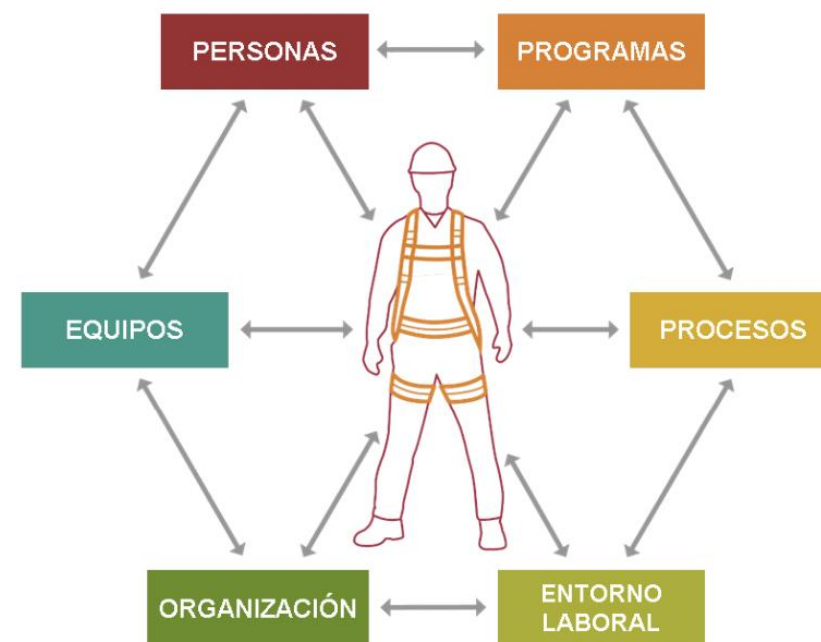 PERSONAS
PROGRAMAS
EQUIPOS
PROCESOS
ORGANIZACIÓN
ENTORNO
LABORAL